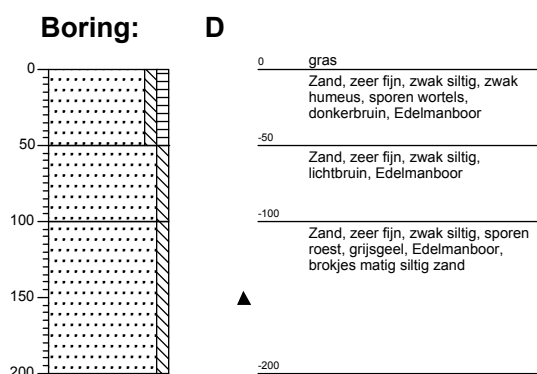 Boring: D
0
50
100
150
200
0 gras
Zand, zeer fijn, zwak siltig, zwak
humeus, sporen wortels,
donkerbruin, Edelmanboor
-50
Zand, zeer fijn, zwak siltig,
lichtbruin, Edelmanboor
-100
Zand, zeer fijn, zwak siltig, sporen
roest, grijsgeel, Edelmanboor,
brokjes matig siltig zand
-200